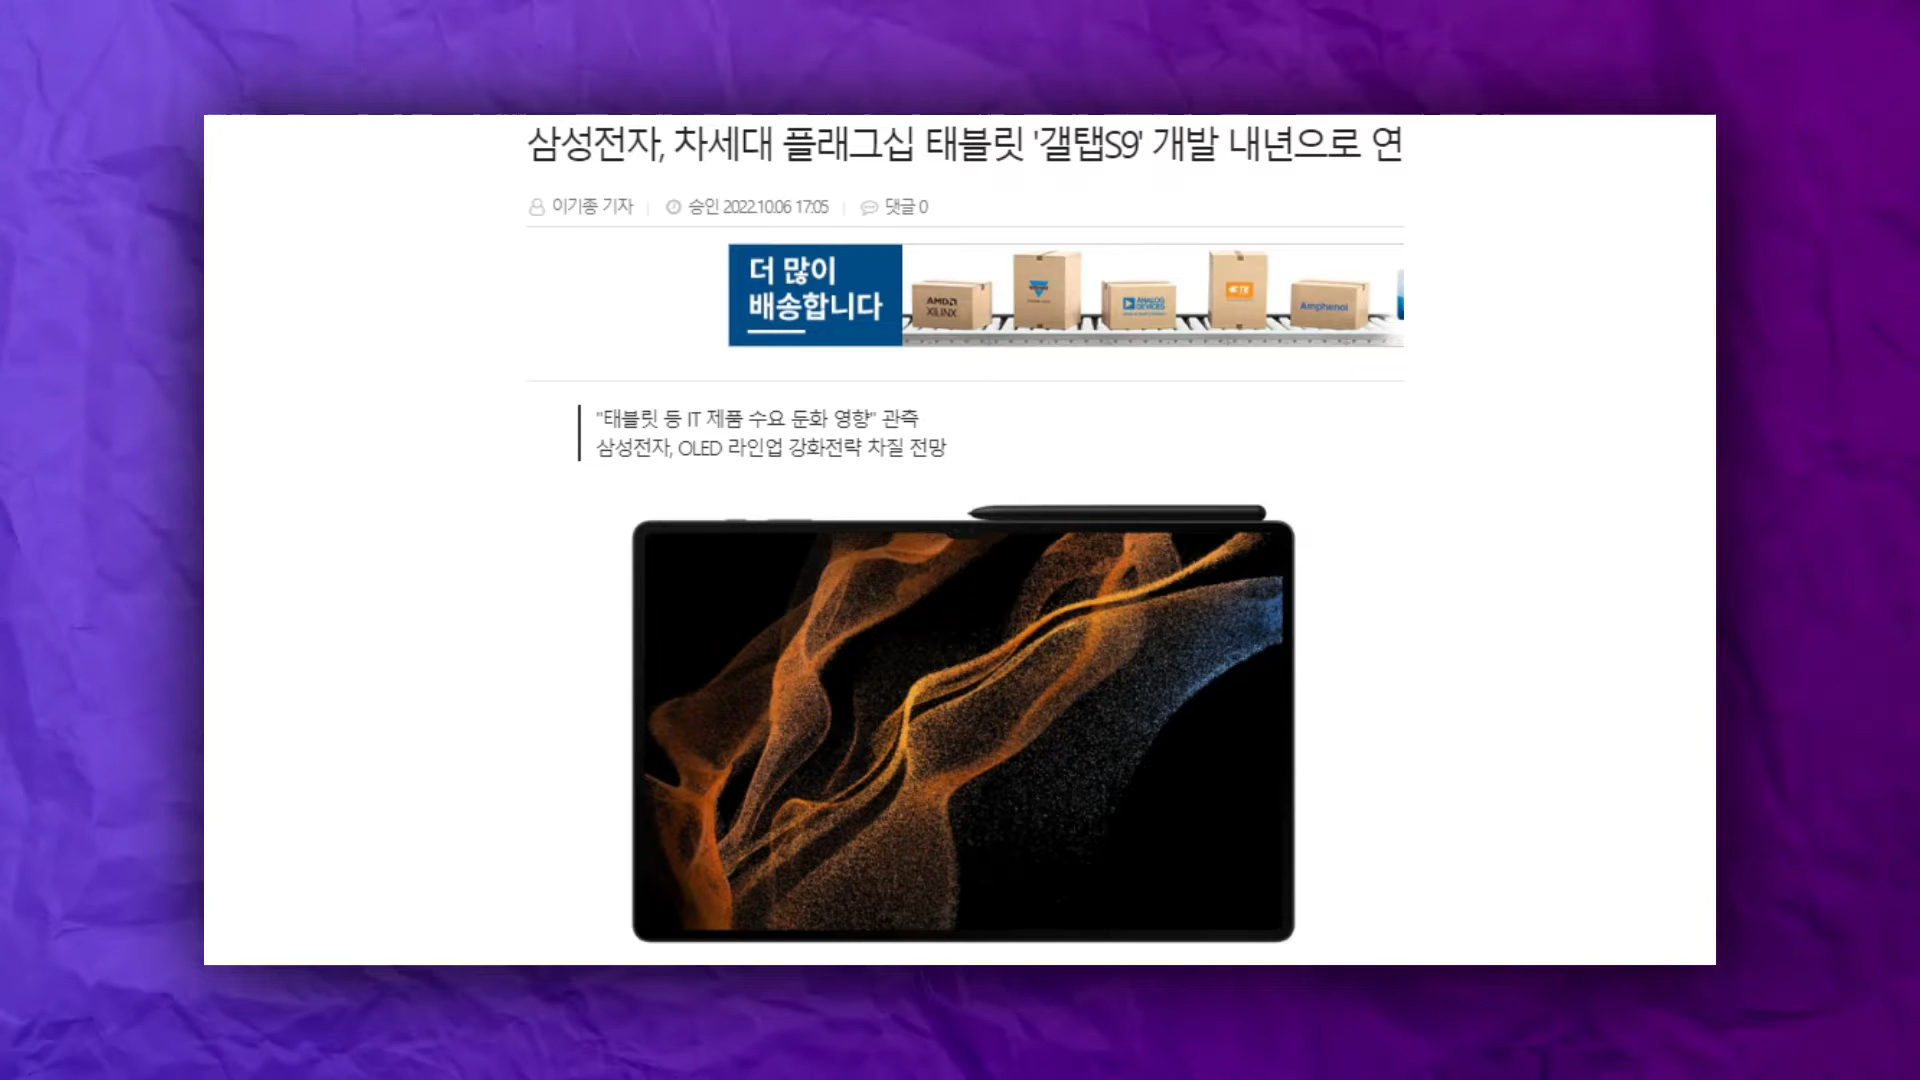 삼성전자, 차세대 플래그십 태블릿 '갤탭S9' 개발 내년으로 연
이기종 기자 승인 2022.10.06 17:05 댓글 0
더 많이
배송합니다
AMD
XILINX
ANALOG
DEVICES
TE
Amphenol
"태블릿 등 IT 제품 수요 둔화 영향" 관측
삼성전자, OLED 라인업 강화전략 차질 전망